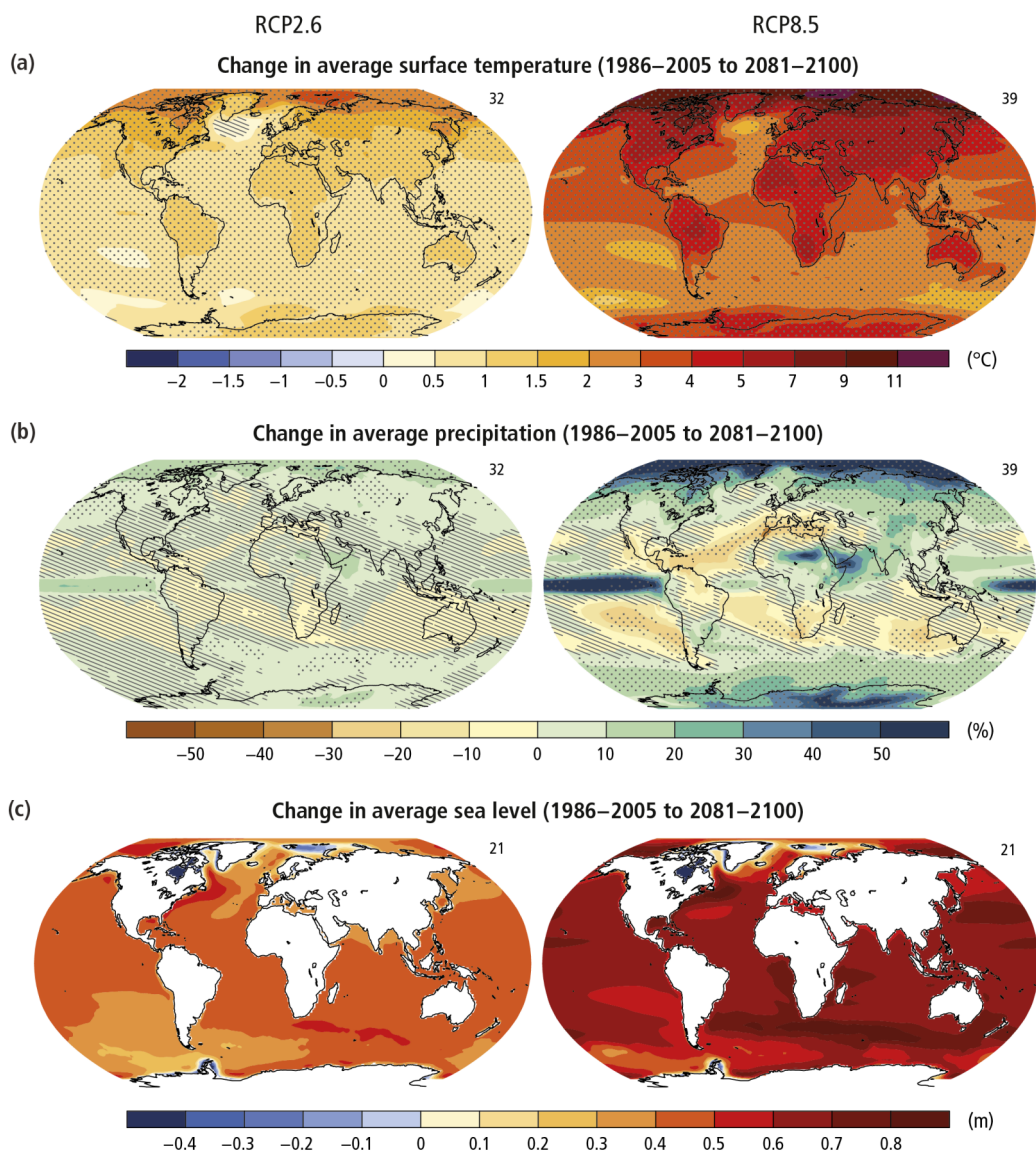 RCP2.6 RCP8.5
(a) Change in average surface temperature (1986–2005 to 2081–2100)
32 39
−2 −1.5 −1 −0.5 0 0.5 1 1.5 2 3 4 5 7 9 11 (°C)
(b) Change in average precipitation (1986–2005 to 2081–2100)
32 39
−50 −40 −30 −20 −10 0 10 20 30 40 50 (%)
(c) Change in average sea level (1986–2005 to 2081–2100)
21 21
−0.4 −0.3 −0.2 −0.1 0 0.1 0.2 0.3 0.4 0.5 0.6 0.7 0.8 (m)